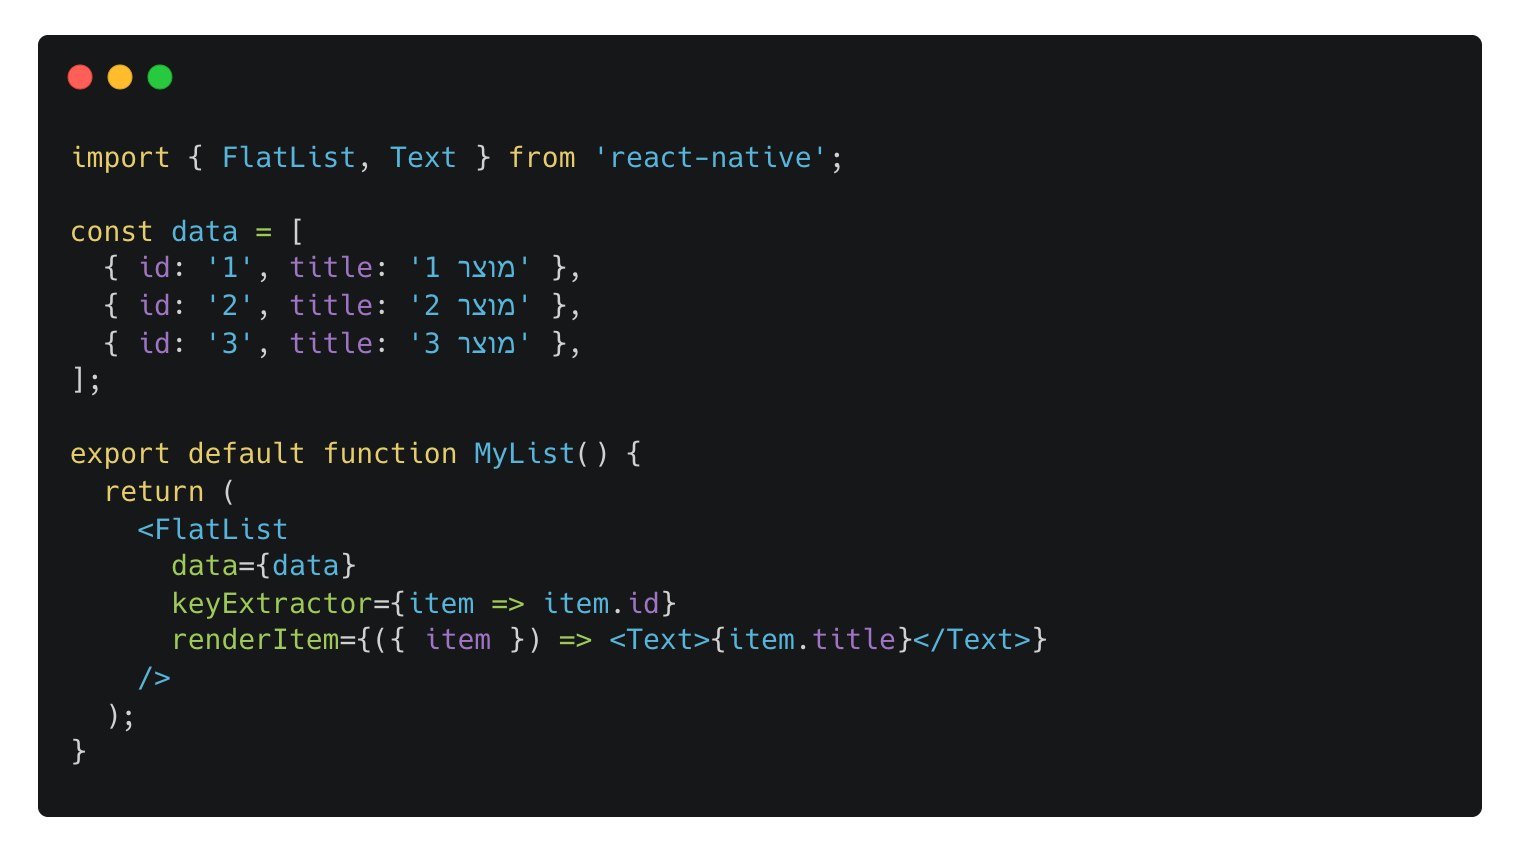 import { FlatList, Text } from 'react-native';
const data = [
{ id: '1', title: 'מוצר 1' },
{ id: '2', title: 'מוצר 2' },
{ id: '3', title: 'מוצר 3' },
];
export default function MyList() {
return (
<FlatList
data={data}
keyExtractor={item => item.id}
renderItem={({ item }) => <Text>{item.title}</Text>}
/>
);
}